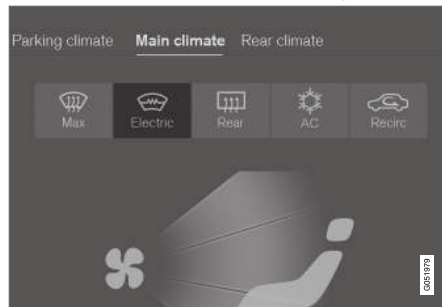 Parking climate Main climate Rear climate
Max Electric Rear AC Recirc
G051979